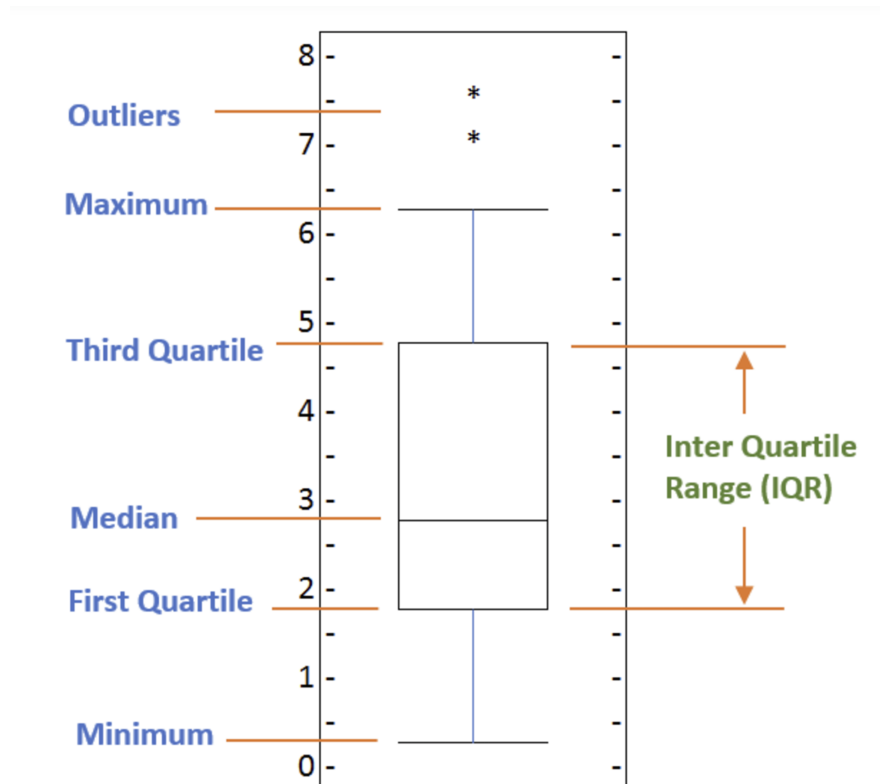 8
Outliers
*
*
7
Maximum
6
5
Third Quartile
4
Inter Quartile
Range (IQR)
3
Median
2
First Quartile
1
Minimum
0